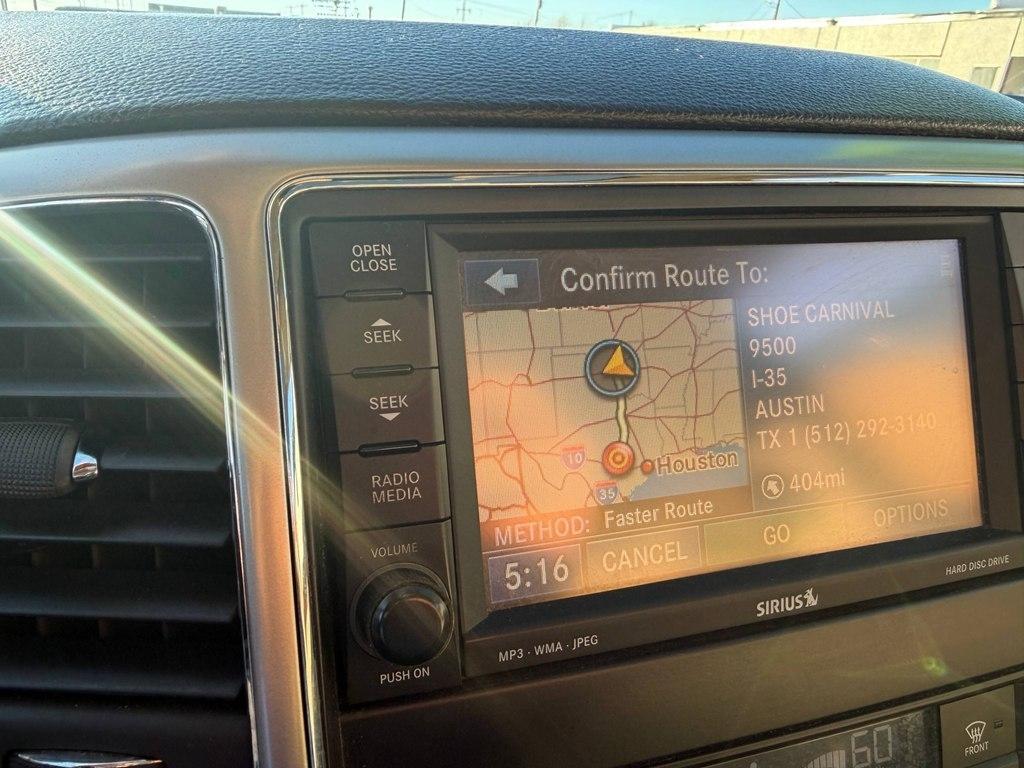 OPEN
CLOSE
SEEK
SEEK
RADIO
MEDIA
VOLUME
PUSH ON
Confirm Route To:
SHOE CARNIVAL
9500
I-35
AUSTIN
TX 1 (512) 292-3140
404mi
10
Houston
35
METHOD: Faster Route
5:16
CANCEL
GO
OPTIONS
MP3 · WMA · JPEG
SIRIUS
HARD DISC DRIVE
60
FRONT